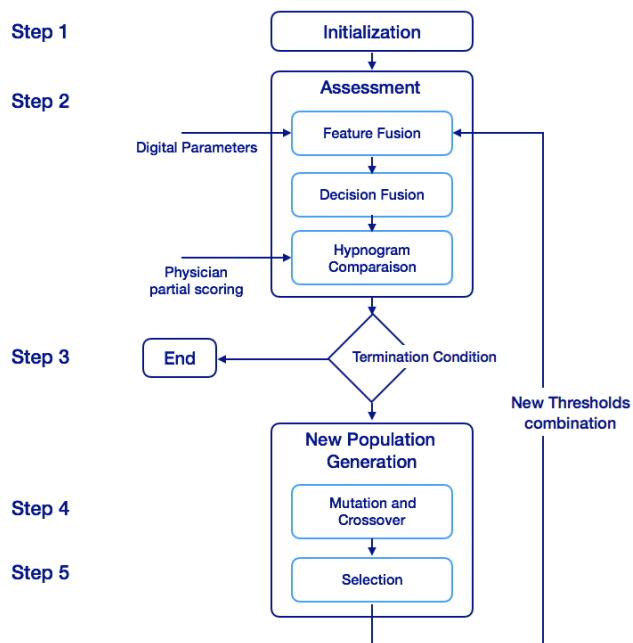 Step 1
Initialization
Step 2
Assessment
Feature Fusion
Digital Parameters
Decision Fusion
Hypnogram
Comparaison
Physician
partial scoring
Step 3
End
Termination Condition
New Thresholds
combination
New Population
Generation
Step 4
Mutation and
Crossover
Step 5
Selection